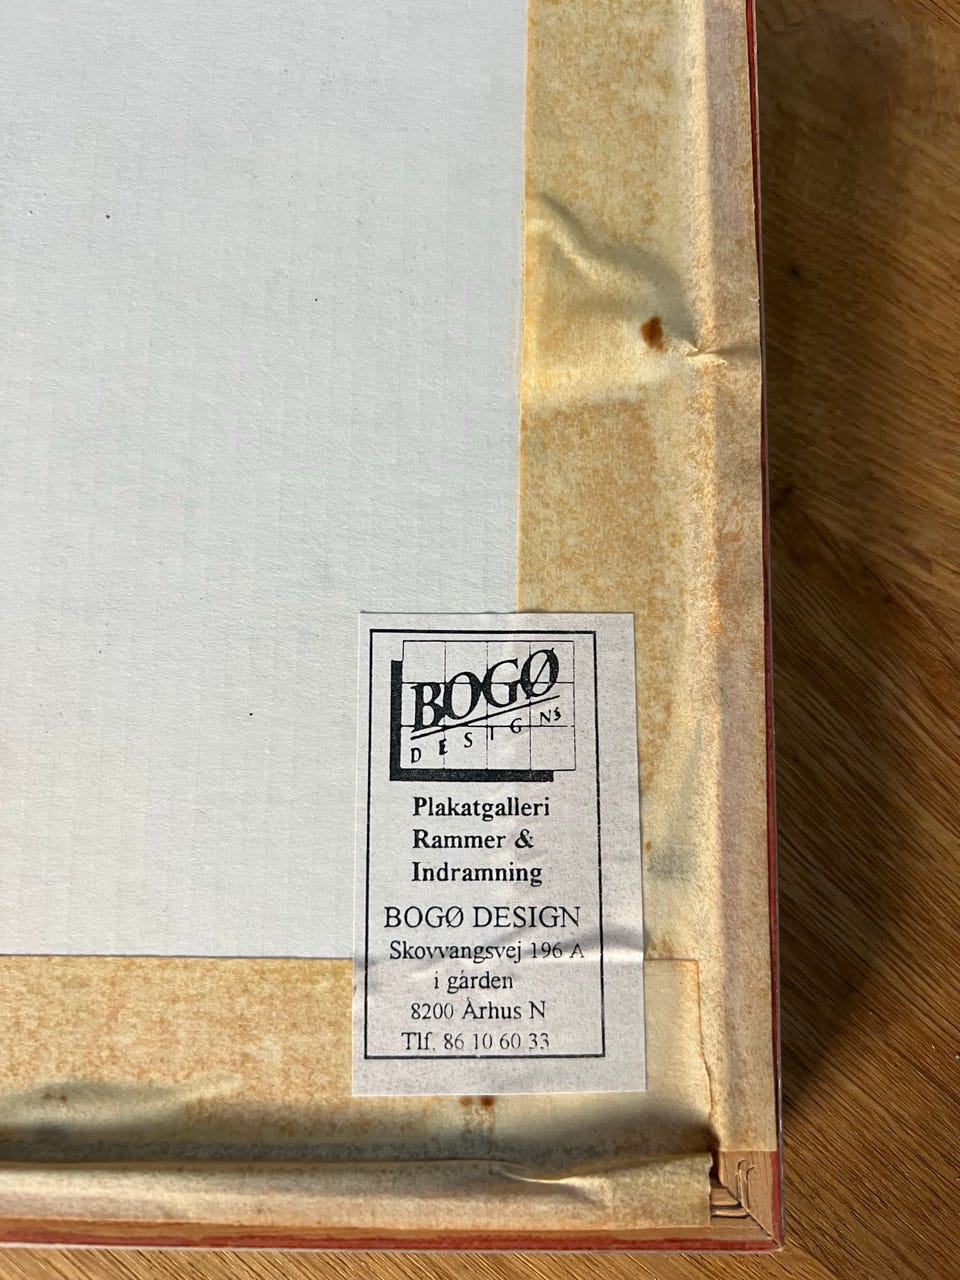 BOGØ
DESIGNS
Plakatgalleri
Rammer &
Indramning
BOGØ DESIGN
Skovvangsvej 196 A
i gården
8200 Århus N
Tlf. 86 10 60 33